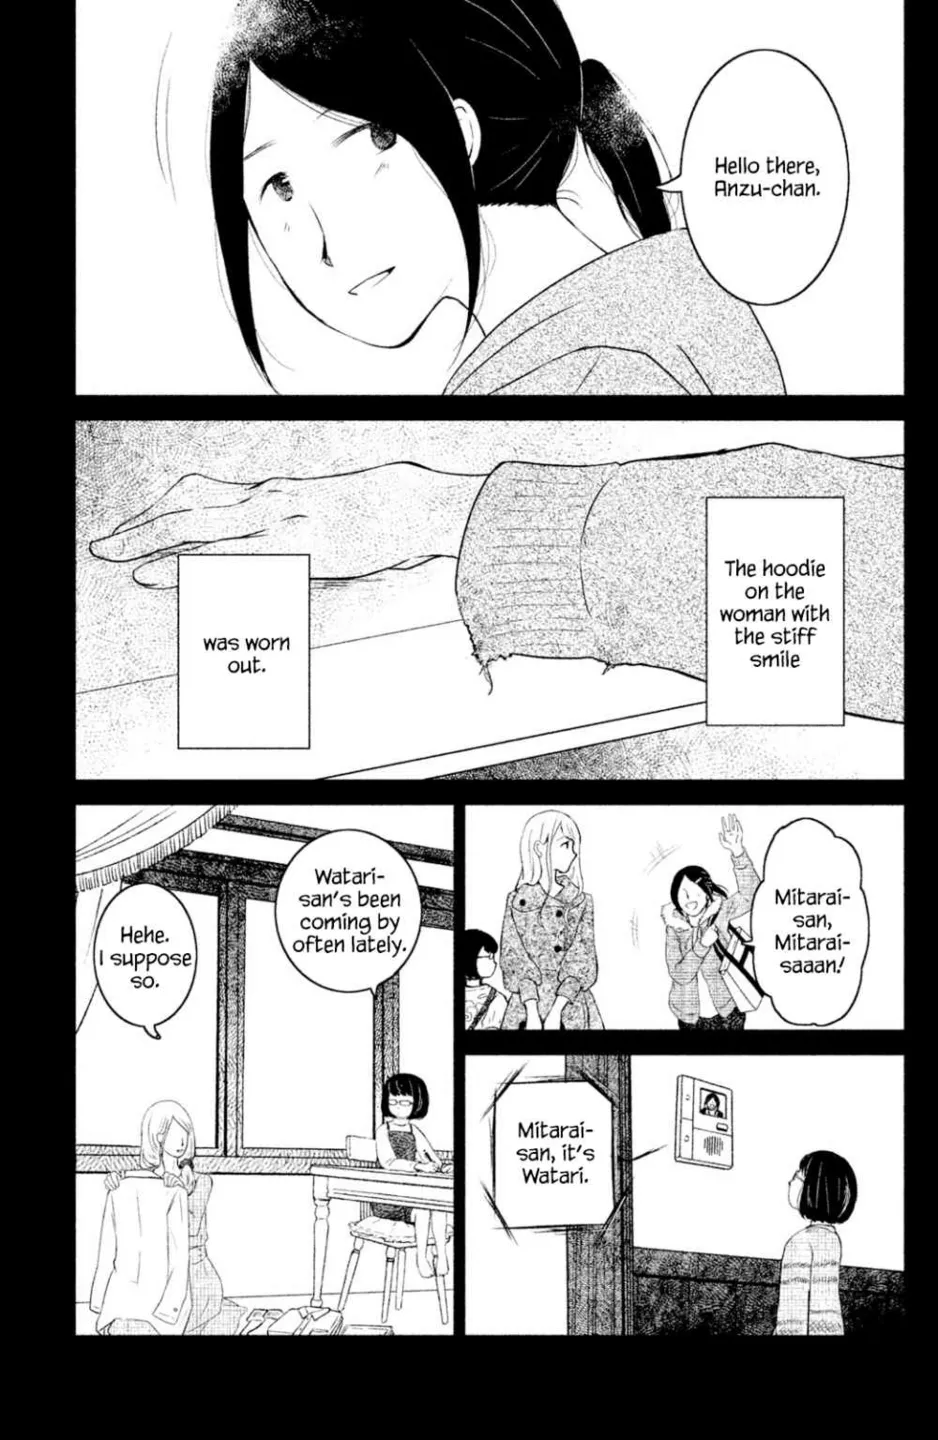 Hello there,
Anzu-chan.
The hoodie
on the
woman with
the stiff
smile
was worn
out.
Mitarai-
san,
Mitarai-
saaan!
Mitarai-
san, it's
Watari.
Watari-
san's been
coming by
often lately.
Hehe.
I suppose
so.